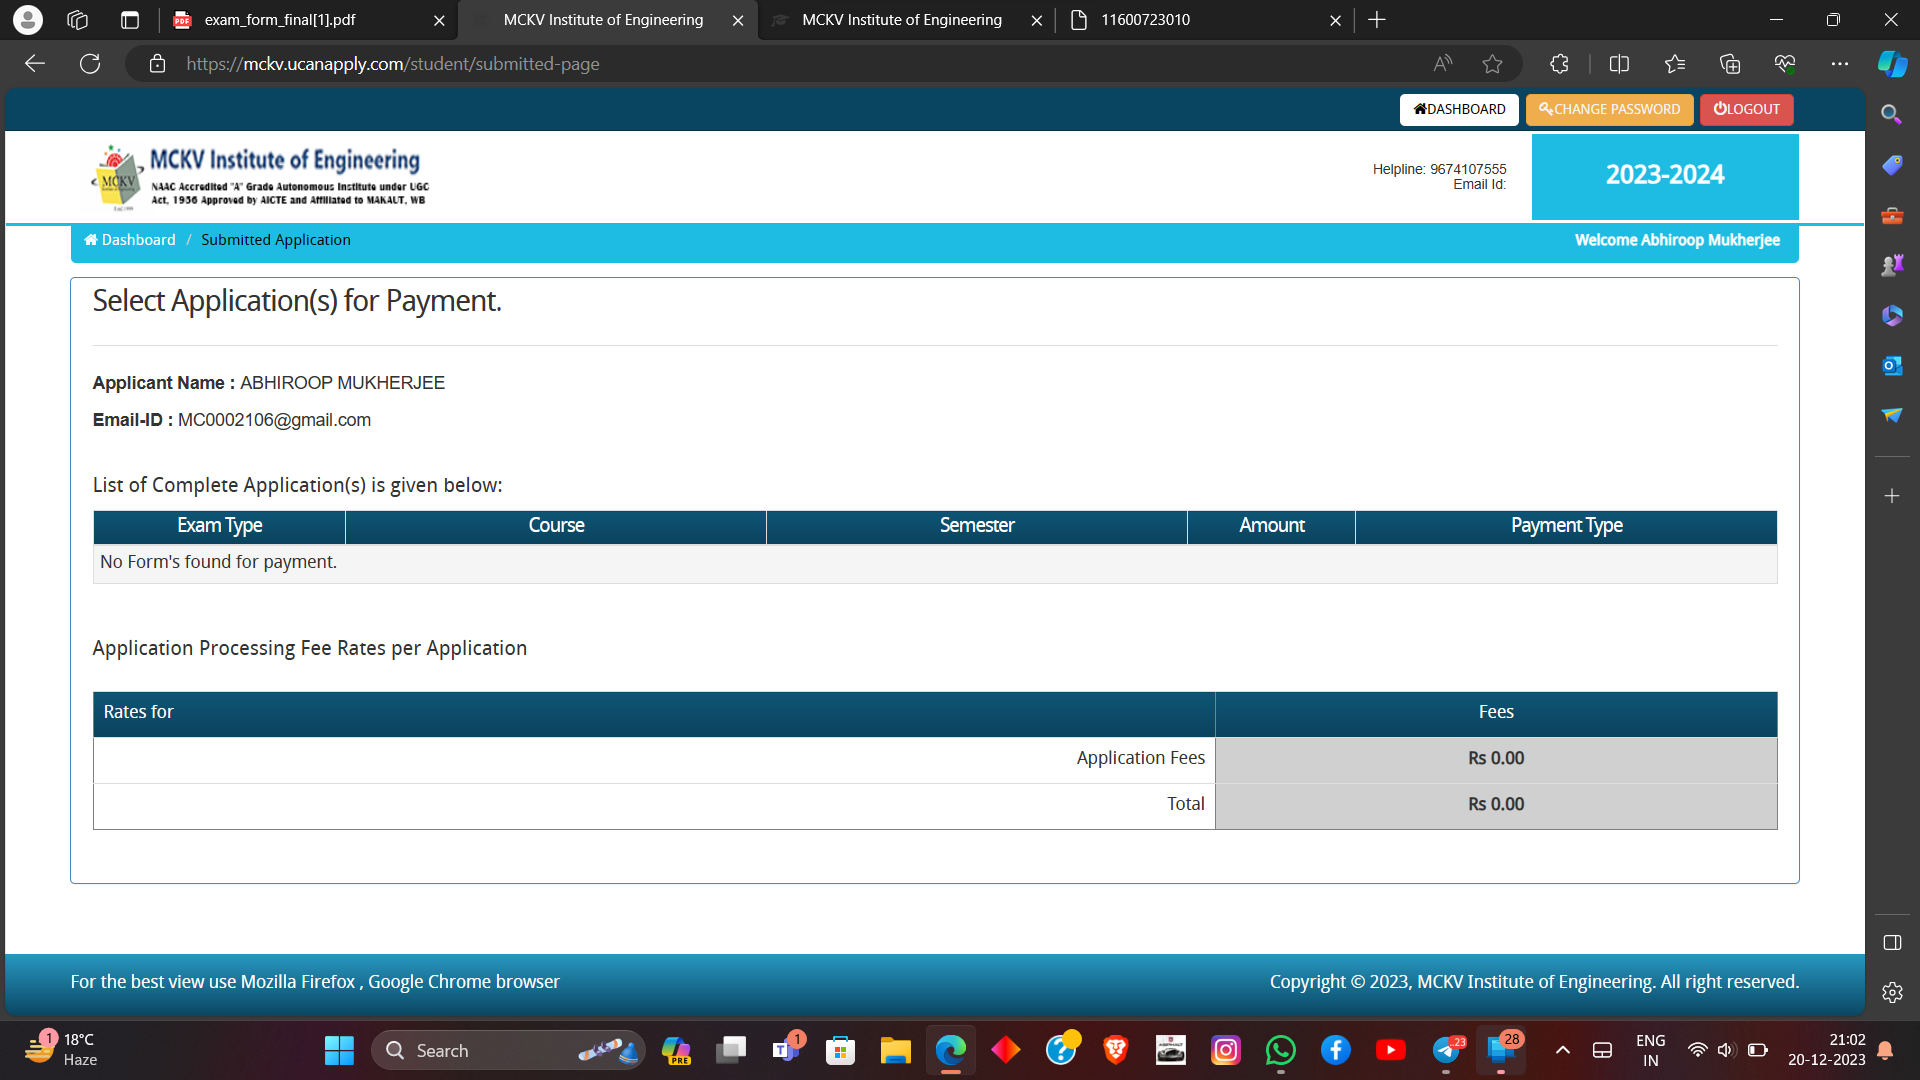 exam_form_final[1].pdf
MCKV Institute of Engineering
MCKV Institute of Engineering
11600723010
https://mckv.ucanapply.com/student/submitted-page
DASHBOARD
CHANGE PASSWORD
LOGOUT
MCKV
MCKV Institute of Engineering
NAAC Accredited "A" Grade Autonomous Institute under UGC
Act, 1956 Approved by AICTE and Affiliated to MAKAUT, WB
Helpline: 9674107555
Email Id:
2023-2024
Dashboard / Submitted Application
Welcome Abhiroop Mukherjee
Select Application(s) for Payment.
Applicant Name : ABHIROOP MUKHERJEE
Email-ID : MC0002106@gmail.com
List of Complete Application(s) is given below:
Exam Type Course Semester Amount Payment Type
No Form's found for payment.
Application Processing Fee Rates per Application
Rates for Fees
Application Fees Rs 0.00
Total Rs 0.00
For the best view use Mozilla Firefox , Google Chrome browser
Copyright © 2023, MCKV Institute of Engineering. All right reserved.
1
18°C
Haze
Search
PRE
1
23
28
ENG
IN
21:02
20-12-2023